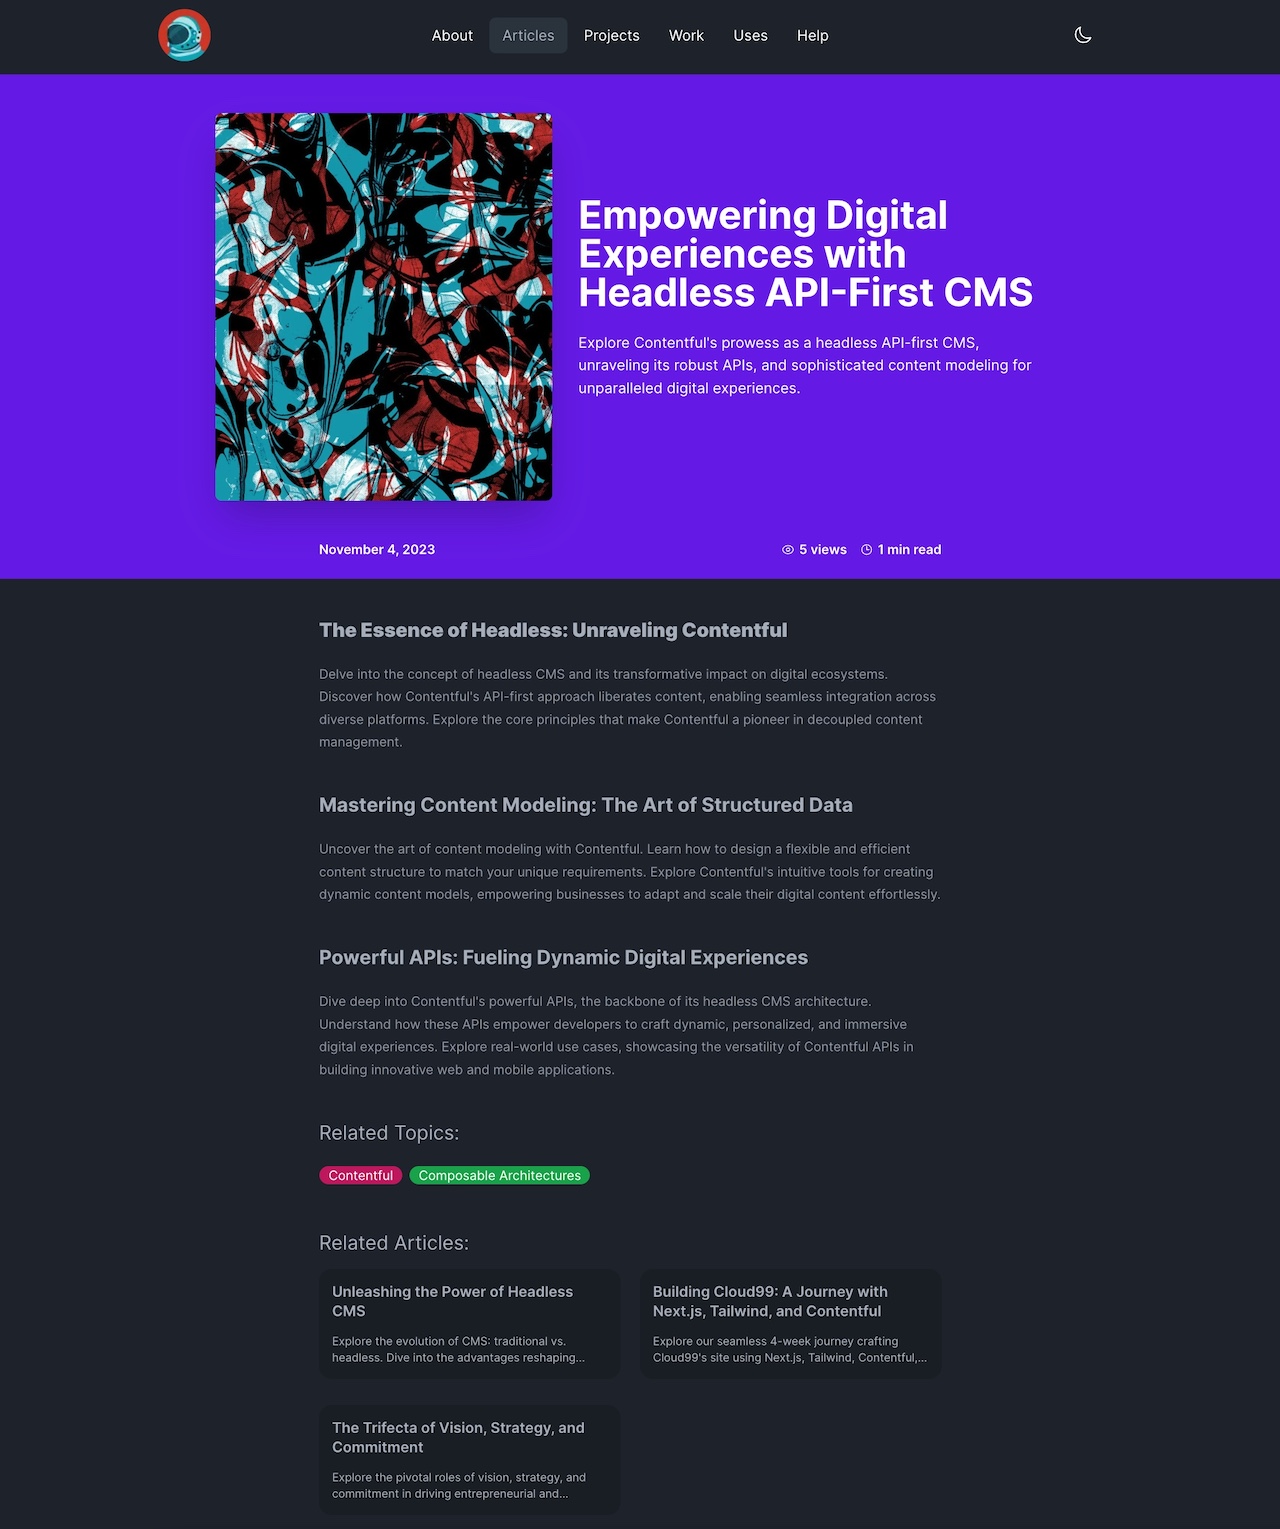 About Articles Projects Work Uses Help
Empowering Digital
Experiences with
Headless API-First CMS
Explore Contentful's prowess as a headless API-first CMS,
unraveling its robust APIs, and sophisticated content modeling for
unparalleled digital experiences.
November 4, 2023 5 views 1 min read
The Essence of Headless: Unraveling Contentful
Delve into the concept of headless CMS and its transformative impact on digital ecosystems.
Discover how Contentful's API-first approach liberates content, enabling seamless integration across
diverse platforms. Explore the core principles that make Contentful a pioneer in decoupled content
management.
Mastering Content Modeling: The Art of Structured Data
Uncover the art of content modeling with Contentful. Learn how to design a flexible and efficient
content structure to match your unique requirements. Explore Contentful's intuitive tools for creating
dynamic content models, empowering businesses to adapt and scale their digital content effortlessly.
Powerful APIs: Fueling Dynamic Digital Experiences
Dive deep into Contentful's powerful APIs, the backbone of its headless CMS architecture.
Understand how these APIs empower developers to craft dynamic, personalized, and immersive
digital experiences. Explore real-world use cases, showcasing the versatility of Contentful APIs in
building innovative web and mobile applications.
Related Topics:
Contentful Composable Architectures
Related Articles:
Unleashing the Power of Headless
CMS
Explore the evolution of CMS: traditional vs.
headless. Dive into the advantages reshaping...
Building Cloud99: A Journey with
Next.js, Tailwind, and Contentful
Explore our seamless 4-week journey crafting
Cloud99's site using Next.js, Tailwind, Contentful,...
The Trifecta of Vision, Strategy, and
Commitment
Explore the pivotal roles of vision, strategy, and
commitment in driving entrepreneurial and...